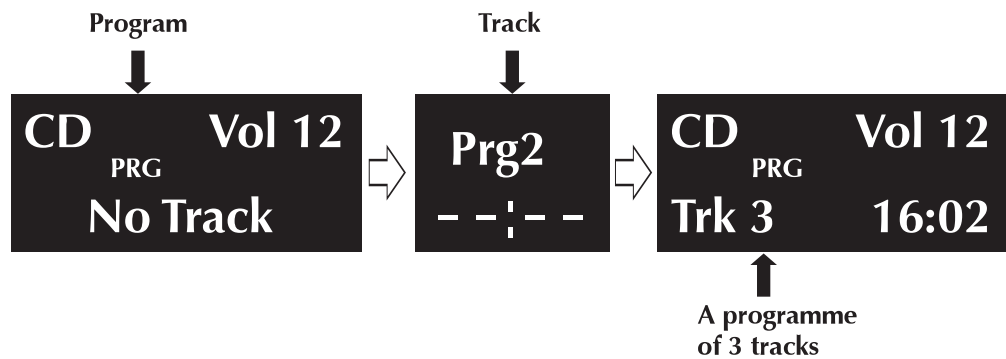 Program
Track
CD Vol 12
PRG
No Track
Prg2
– – ¦ – –
CD Vol 12
PRG
Trk 3 16:02
A programme
of 3 tracks